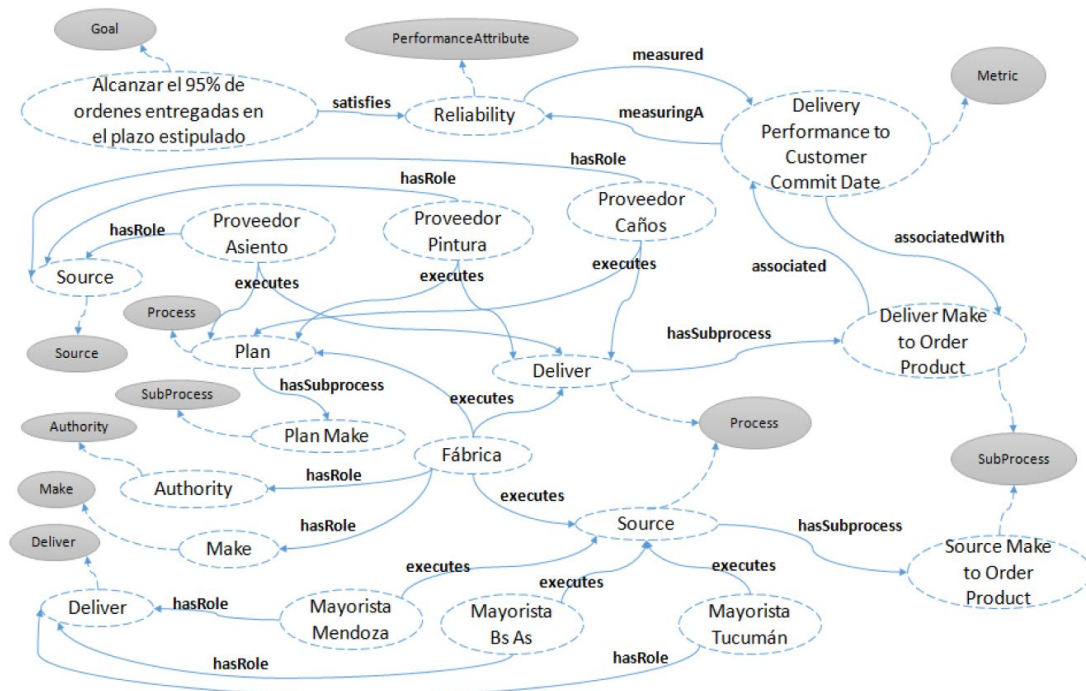 Goal
PerformanceAttribute
measured
Metric
Alcanzar el 95% de
ordenes entregadas en
el plazo estipulado
satisfies
Reliability
measuringA
Delivery
Performance to
Customer
Commit Date
hasRole
hasRole
hasRole
Proveedor
Asiento
Proveedor
Pintura
Proveedor
Caños
Source
executes
executes
executes
associated
associatedWith
Source
Process
Plan
Deliver
hasSubprocess
Deliver Make
to Order
Product
hasSubprocess
SubProcess
executes
Plan Make
Process
Authority
Fábrica
SubProcess
Authority
hasRole
Make
executes
Source
hasSubprocess
hasRole
Make
Deliver
executes
executes
executes
Source Make
to Order
Product
Deliver
hasRole
Mayorista
Mendoza
Mayorista
Bs As
Mayorista
Tucumán
hasRole
hasRole